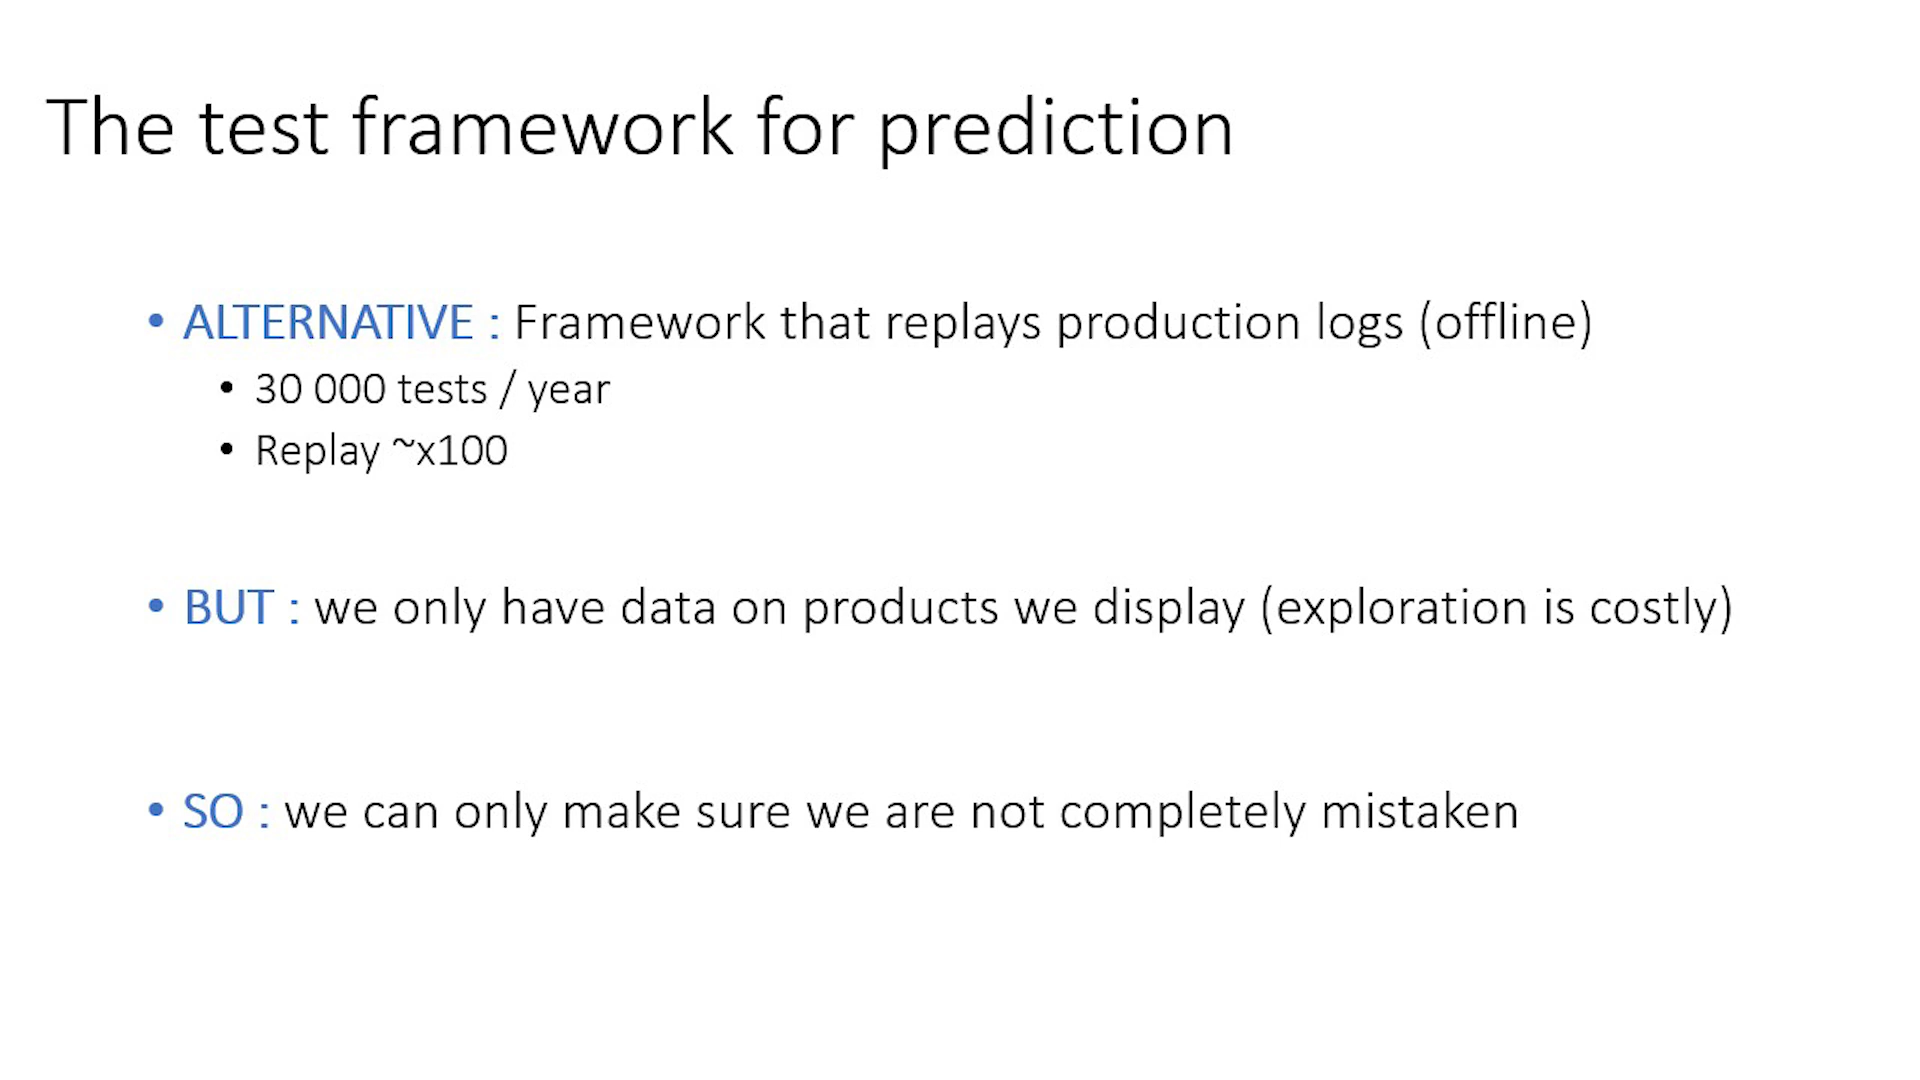 The test framework for prediction
• ALTERNATIVE : Framework that replays production logs (offline)
• 30 000 tests / year
• Replay ~x100
• BUT : we only have data on products we display (exploration is costly)
• SO : we can only make sure we are not completely mistaken